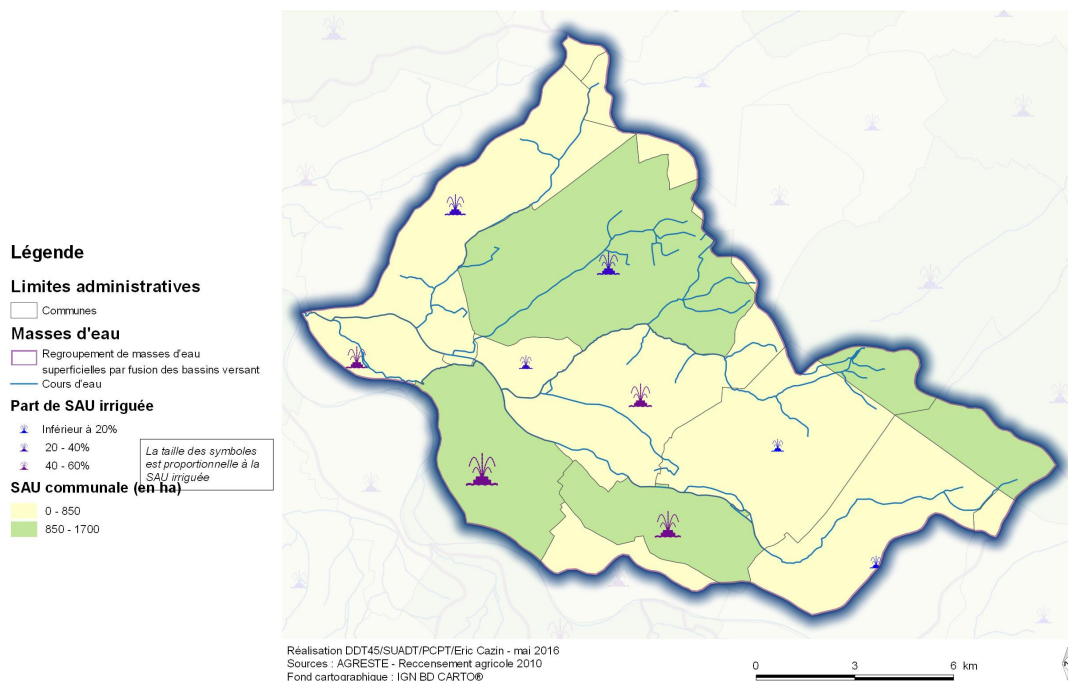 Légende
Limites administratives
Communes
Masses d'eau
Regroupement de masses d'eau
superficielles par fusion des bassins versant
Cours d'eau
Part de SAU irriguée
Inférieur à 20%
20 - 40%
40 - 60%
La taille des symboles
est proportionnelle à la
SAU irriguée
SAU communale (en ha)
0 - 850
850 - 1700
Réalisation DDT45/SUADT/PCPT/Eric Cazin - mai 2016
Sources : AGRESTE - Reccensement agricole 2010
Fond cartographique : IGN BD CARTO®
0 3 6 km